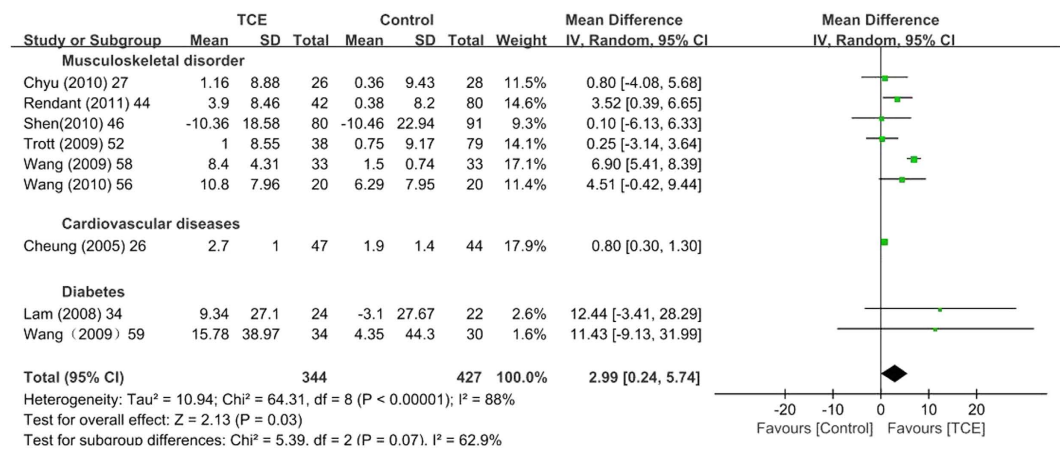 TCE Control Mean Difference Mean Difference
Study or Subgroup Mean SD Total Mean SD Total Weight IV, Random, 95% CI IV, Random, 95% CI
Musculoskeletal disorder
Chyu (2010) 27 1.16 8.88 26 0.36 9.43 28 11.5% 0.80 [-4.08, 5.68]
Rendant (2011) 44 3.9 8.46 42 0.38 8.2 80 14.6% 3.52 [0.39, 6.65]
Shen(2010) 46 -10.36 18.58 80 -10.46 22.94 91 9.3% 0.10 [-6.13, 6.33]
Trott (2009) 52 1 8.55 38 0.75 9.17 79 14.1% 0.25 [-3.14, 3.64]
Wang (2009) 58 8.4 4.31 33 1.5 0.74 33 17.1% 6.90 [5.41, 8.39]
Wang (2010) 56 10.8 7.96 20 6.29 7.95 20 11.4% 4.51 [-0.42, 9.44]
Cardiovascular diseases
Cheung (2005) 26 2.7 1 47 1.9 1.4 44 17.9% 0.80 [0.30, 1.30]
Diabetes
Lam (2008) 34 9.34 27.1 24 -3.1 27.67 22 2.6% 12.44 [-3.41, 28.29]
Wang（2009）59 15.78 38.97 34 4.35 44.3 30 1.6% 11.43 [-9.13, 31.99]
Total (95% CI) 344 427 100.0% 2.99 [0.24, 5.74]
Heterogeneity: Tau² = 10.94; Chi² = 64.31, df = 8 (P < 0.00001); I² = 88%
Test for overall effect: Z = 2.13 (P = 0.03)
Test for subgroup differences: Chi² = 5.39, df = 2 (P = 0.07), I² = 62.9%
-20 -10 0 10 20
Favours [Control] Favours [TCE]